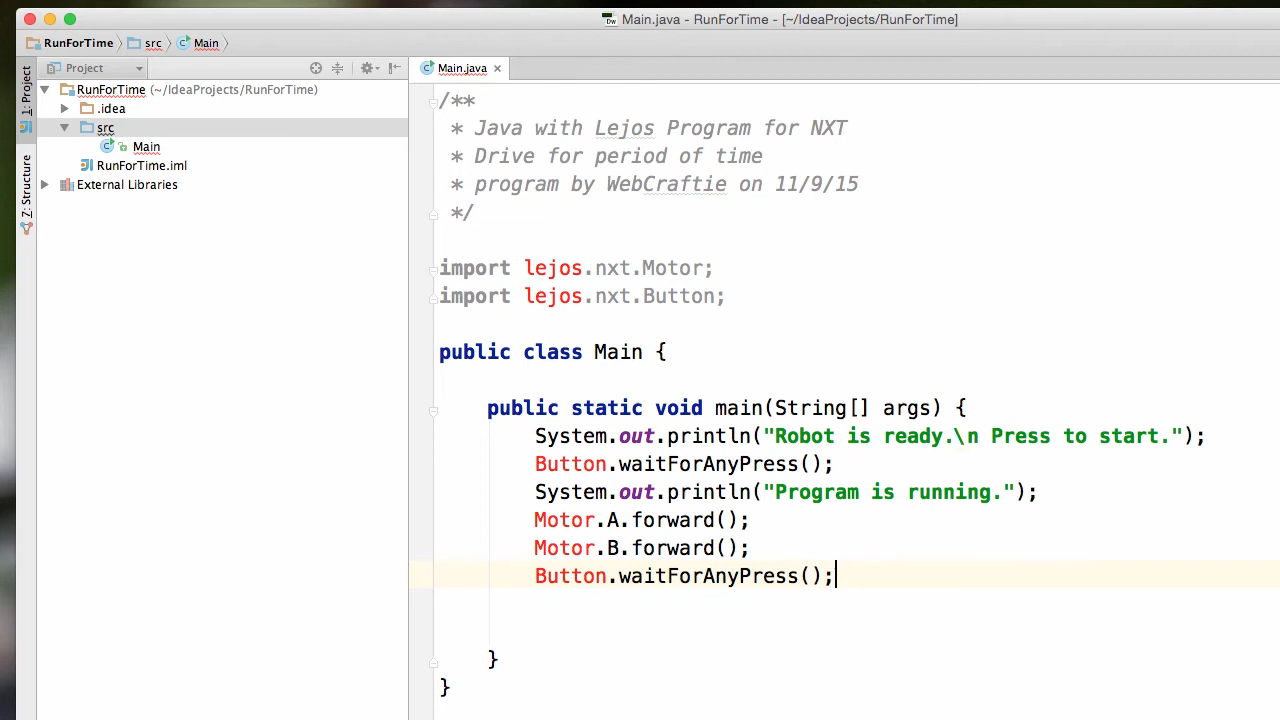 Main.java - RunForTime - [~/IdeaProjects/RunForTime]
RunForTime src Main
1: Project
Project
Main.java
RunForTime (~/IdeaProjects/RunForTime)
.idea
src
Main
RunForTime.iml
External Libraries
7: Structure
/**
* Java with Lejos Program for NXT
* Drive for period of time
* program by WebCraftie on 11/9/15
*/
import lejos.nxt.Motor;
import lejos.nxt.Button;
public class Main {
public static void main(String[] args) {
System.out.println("Robot is ready.\n Press to start.");
Button.waitForAnyPress();
System.out.println("Program is running.");
Motor.A.forward();
Motor.B.forward();
Button.waitForAnyPress();
}
}